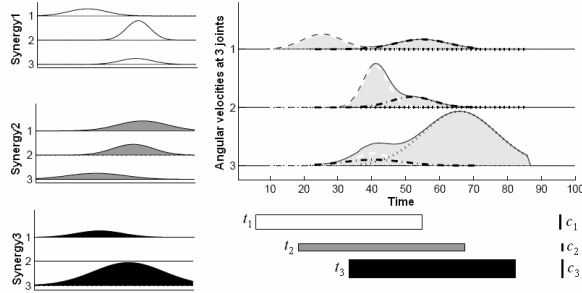 Synergy1
1
2
3
Synergy2
1
2
3
Synergy3
1
2
3
Angular velocities at 3 joints
1
2
3
10 20 30 40 50 60 70 80 90 100
Time
t1
t2
t3
c1
c2
c3